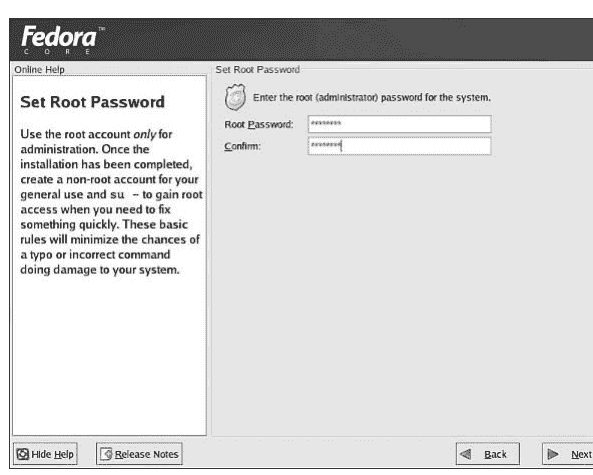 Fedora™
CORE
Online Help
Set Root Password
Use the root account only for
administration. Once the
installation has been completed,
create a non-root account for your
general use and su - to gain root
access when you need to fix
something quickly. These basic
rules will minimize the chances of
a typo or incorrect command
doing damage to your system.
Set Root Password
Enter the root (administrator) password for the system.
Root Password: ********
Confirm: ********
Hide Help
Release Notes
Back
Next